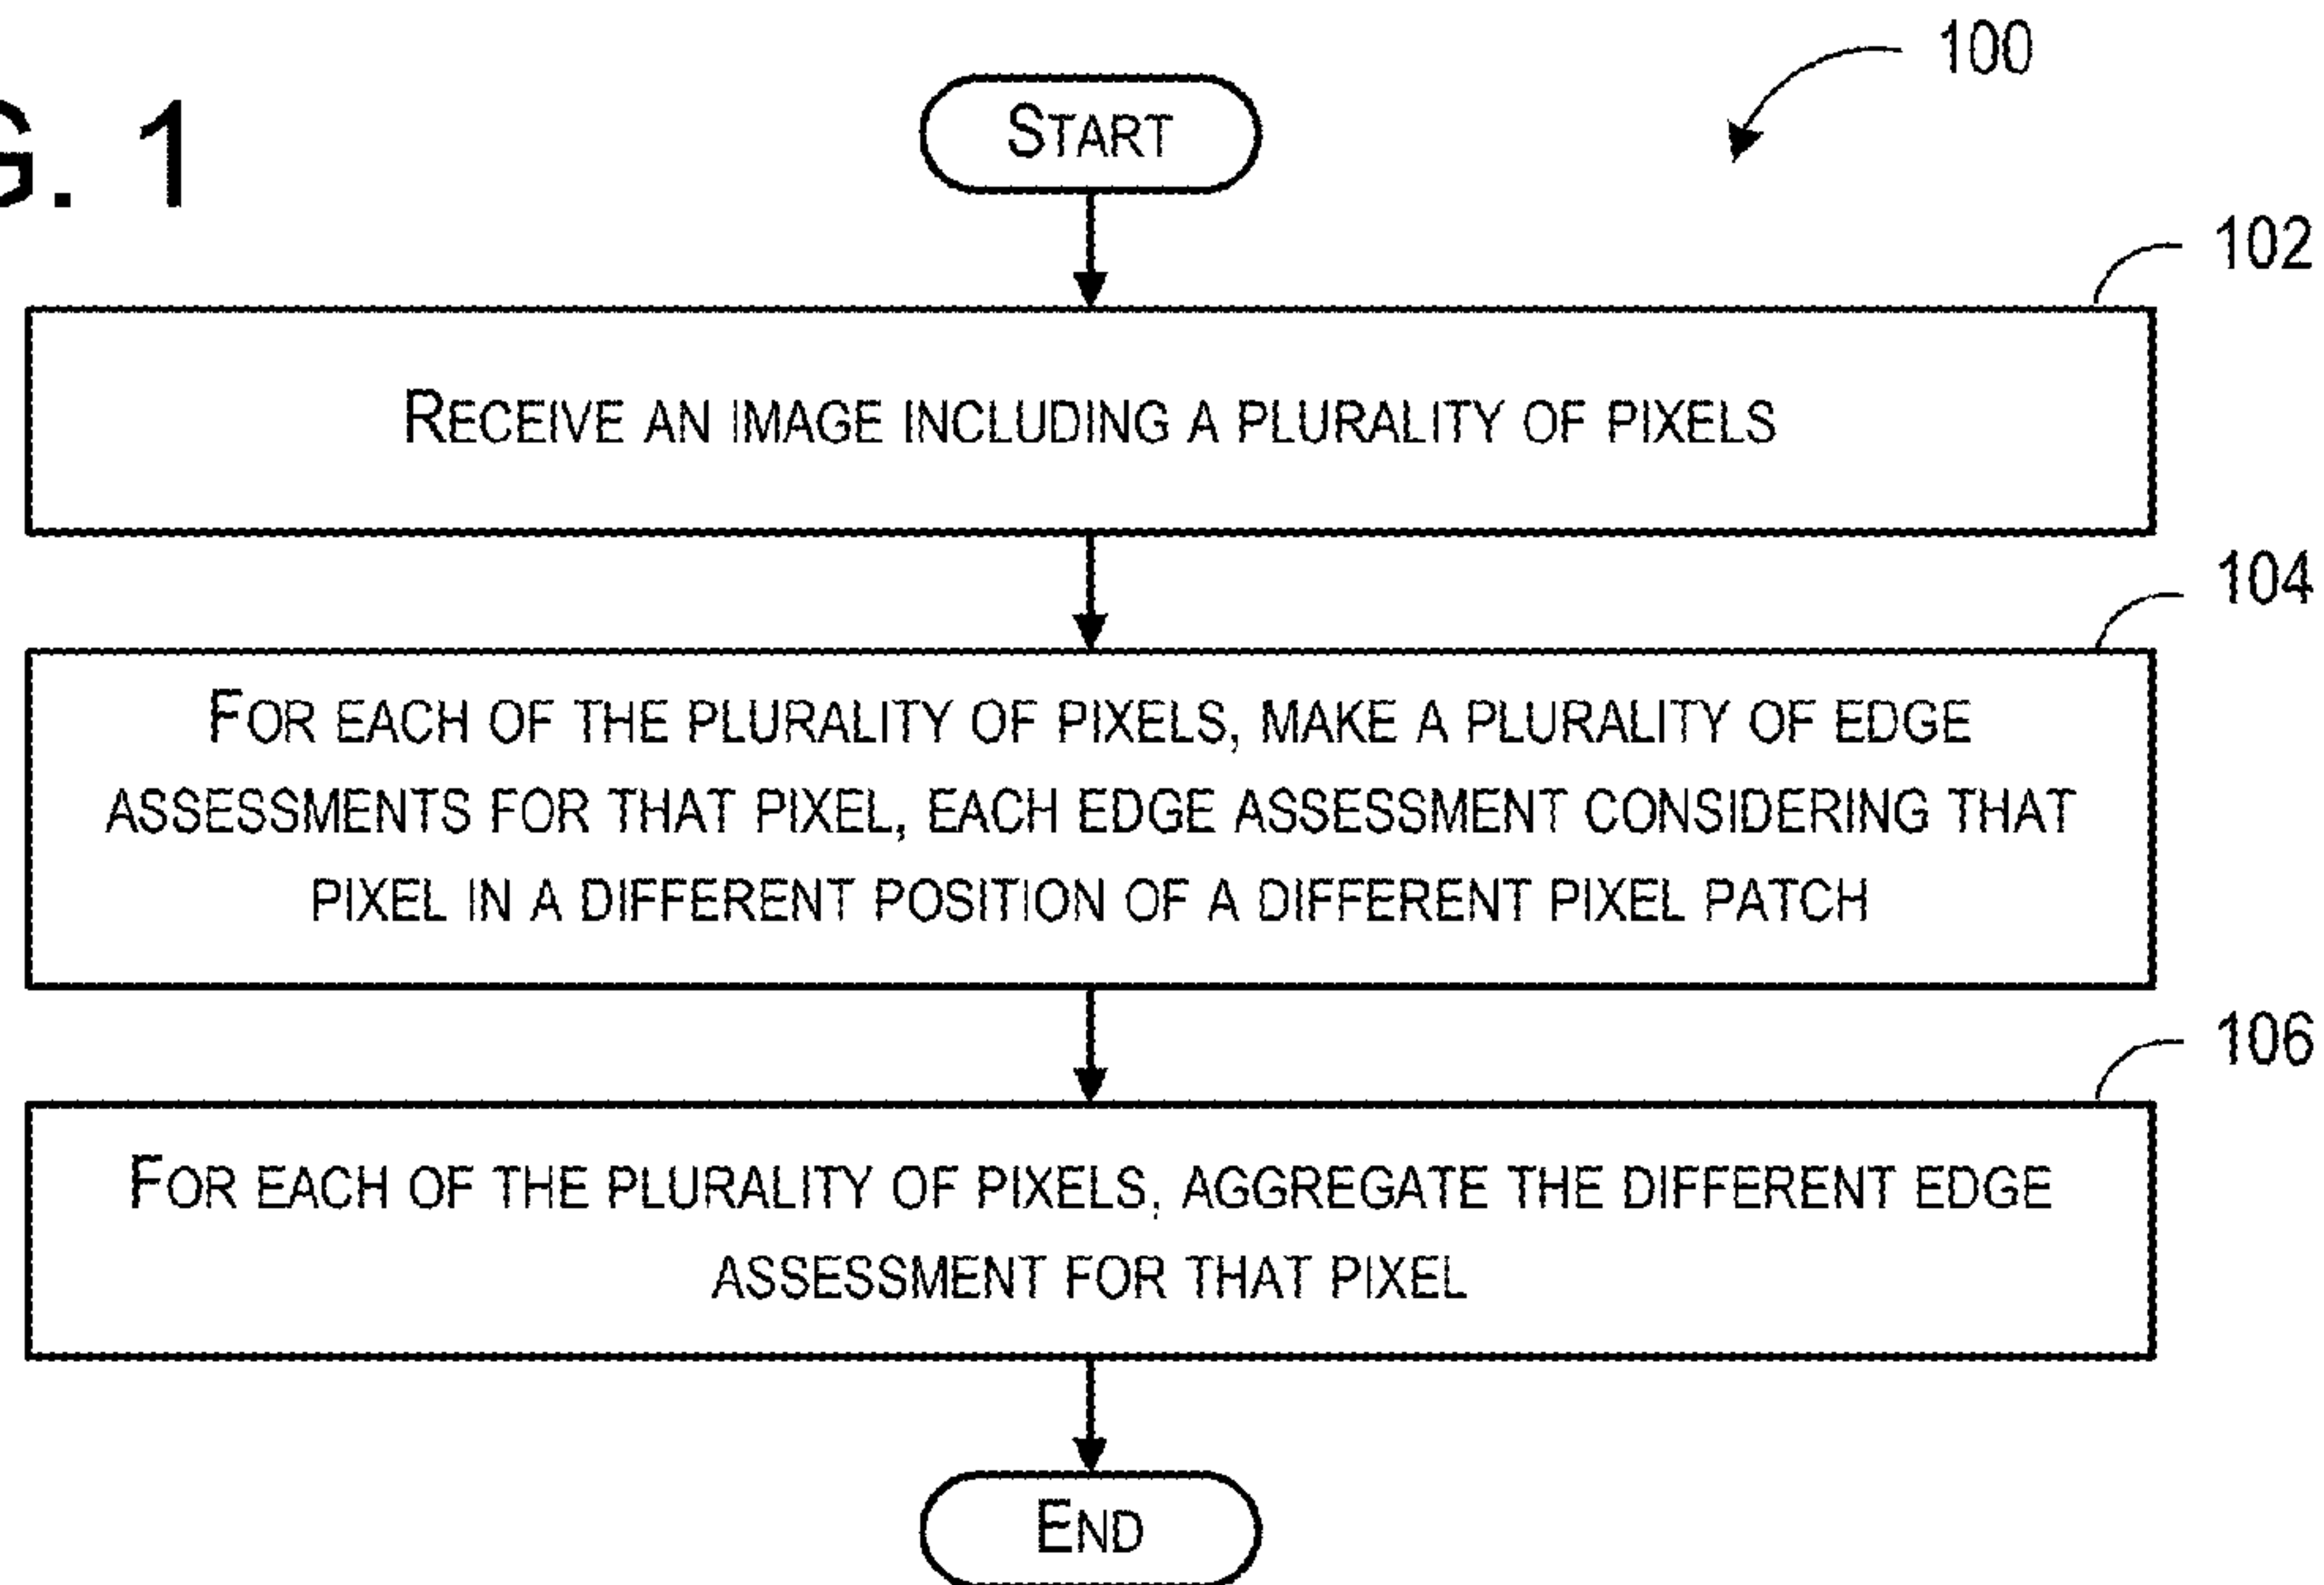 G. 1
100
START
102
RECEIVE AN IMAGE INCLUDING A PLURALITY OF PIXELS
104
FOR EACH OF THE PLURALITY OF PIXELS, MAKE A PLURALITY OF EDGE
ASSESSMENTS FOR THAT PIXEL, EACH EDGE ASSESSMENT CONSIDERING THAT
PIXEL IN A DIFFERENT POSITION OF A DIFFERENT PIXEL PATCH
106
FOR EACH OF THE PLURALITY OF PIXELS, AGGREGATE THE DIFFERENT EDGE
ASSESSMENT FOR THAT PIXEL
END